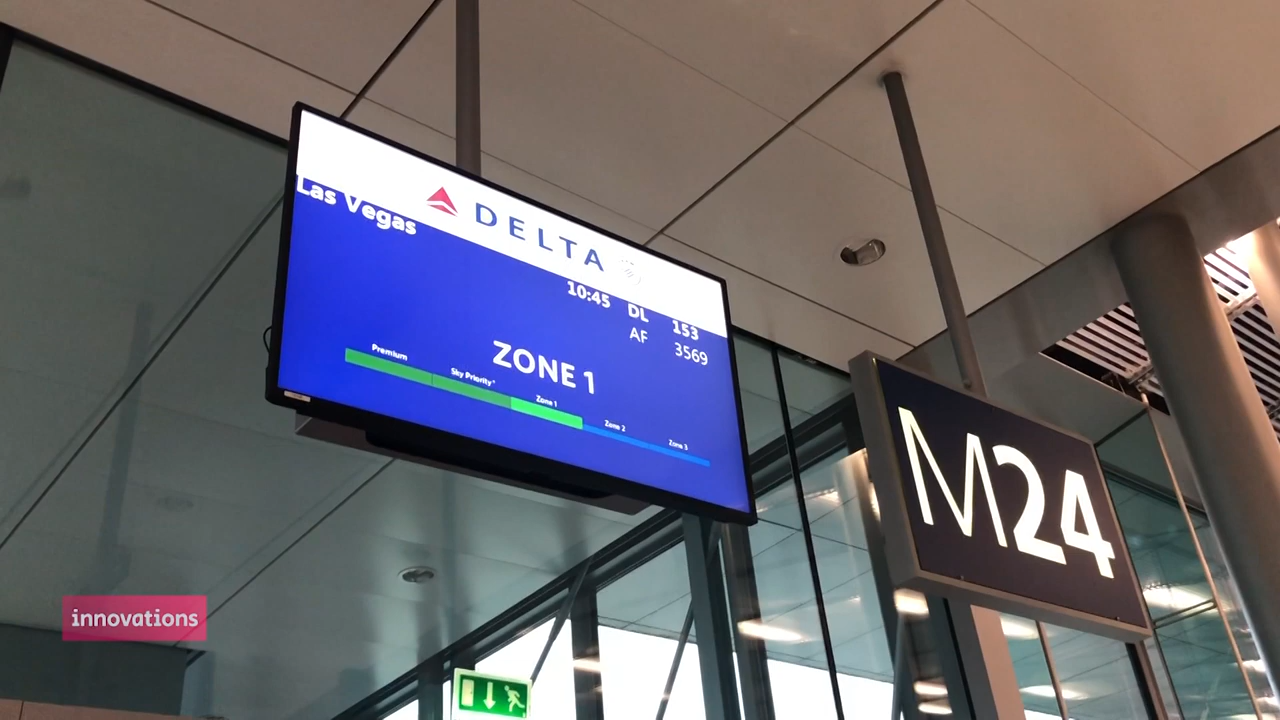 DELTA
Las Vegas
10:45 DL 153
AF 3569
ZONE 1
Premium
Sky Priority
Zone 1
Zone 2
Zone 3
M24
innovations